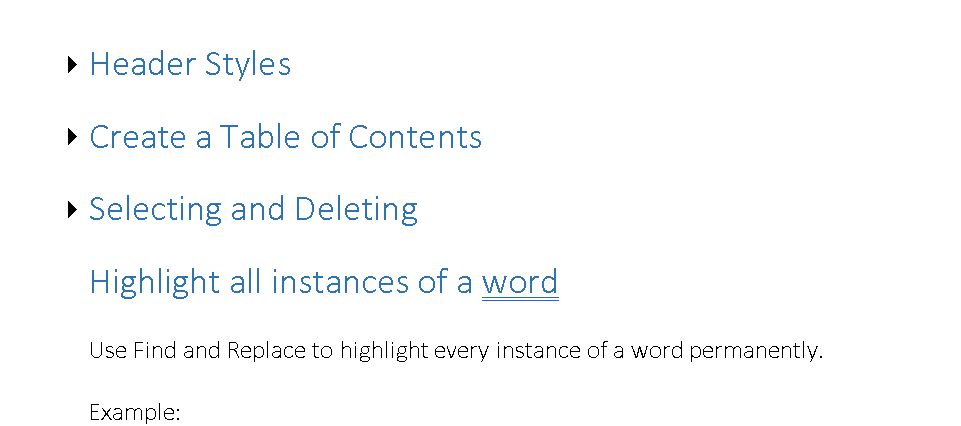 Header Styles
Create a Table of Contents
Selecting and Deleting
Highlight all instances of a word
Use Find and Replace to highlight every instance of a word permanently.
Example: